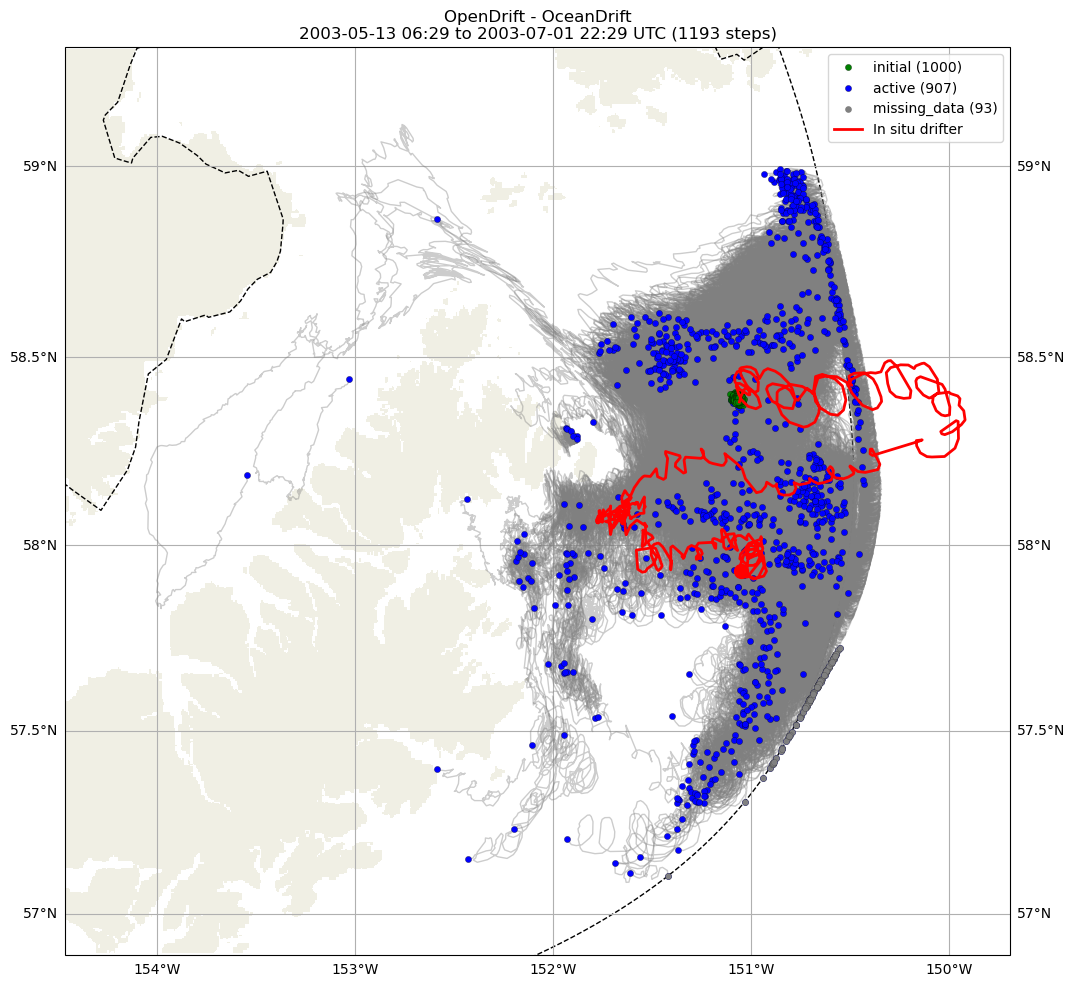 OpenDrift - OceanDrift
2003-05-13 06:29 to 2003-07-01 22:29 UTC (1193 steps)
initial (1000)
active (907)
missing_data (93)
In situ drifter
59°N
59°N
58.5°N
58.5°N
58°N
58°N
57.5°N
57.5°N
57°N
57°N
154°W
153°W
152°W
151°W
150°W